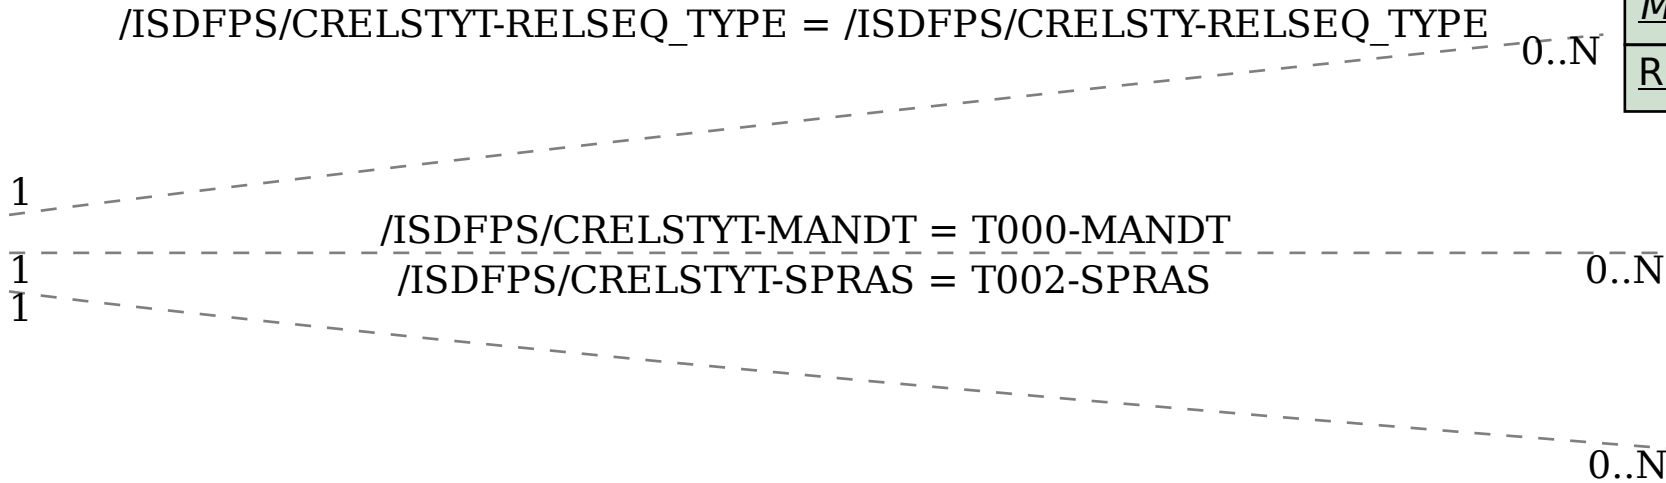 /ISDFPS/CRELSTYT-RELSEQ_TYPE = /ISDFPS/CRELSTY-RELSEQ_TYPE
0..N
1
/ISDFPS/CRELSTYT-MANDT = T000-MANDT
1
0..N
/ISDFPS/CRELSTYT-SPRAS = T002-SPRAS
1
0..N